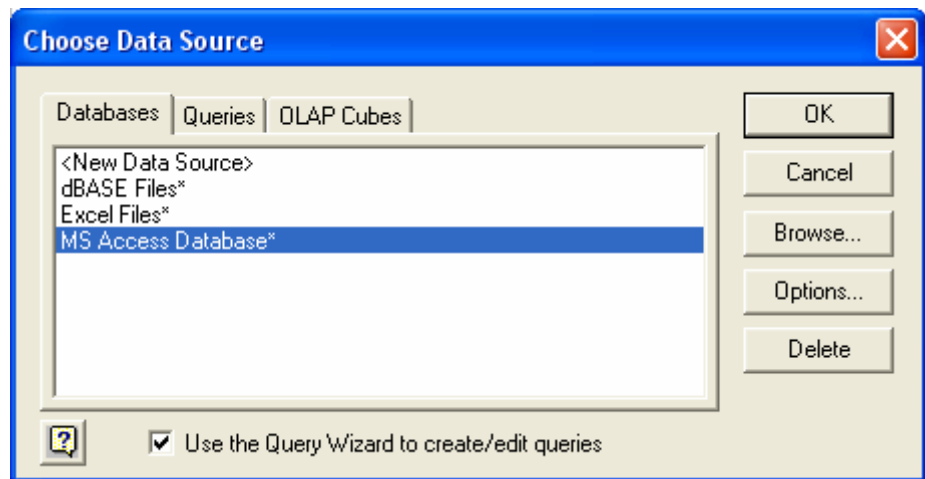 Choose Data Source
Databases Queries OLAP Cubes
<New Data Source>
dBASE Files*
Excel Files*
MS Access Database*
OK
Cancel
Browse...
Options...
Delete
?
Use the Query Wizard to create/edit queries